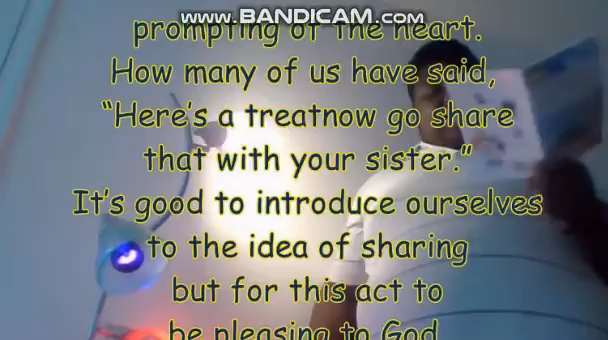 www.BANDICAM.com
prompting of the heart.
How many of us have said,
“Here’s a treatnow go share
that with your sister.”
It’s good to introduce ourselves
to the idea of sharing
but for this act to
be pleasing to God